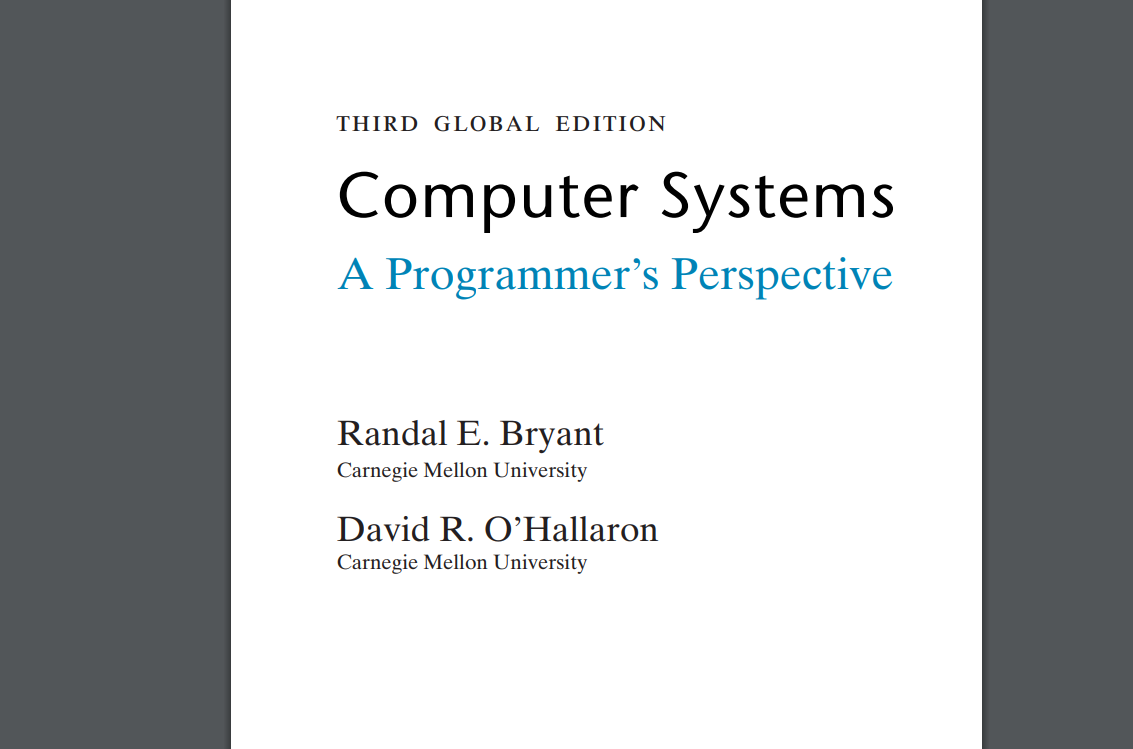 THIRD GLOBAL EDITION
Computer Systems
A Programmer’s Perspective
Randal E. Bryant
Carnegie Mellon University
David R. O’Hallaron
Carnegie Mellon University